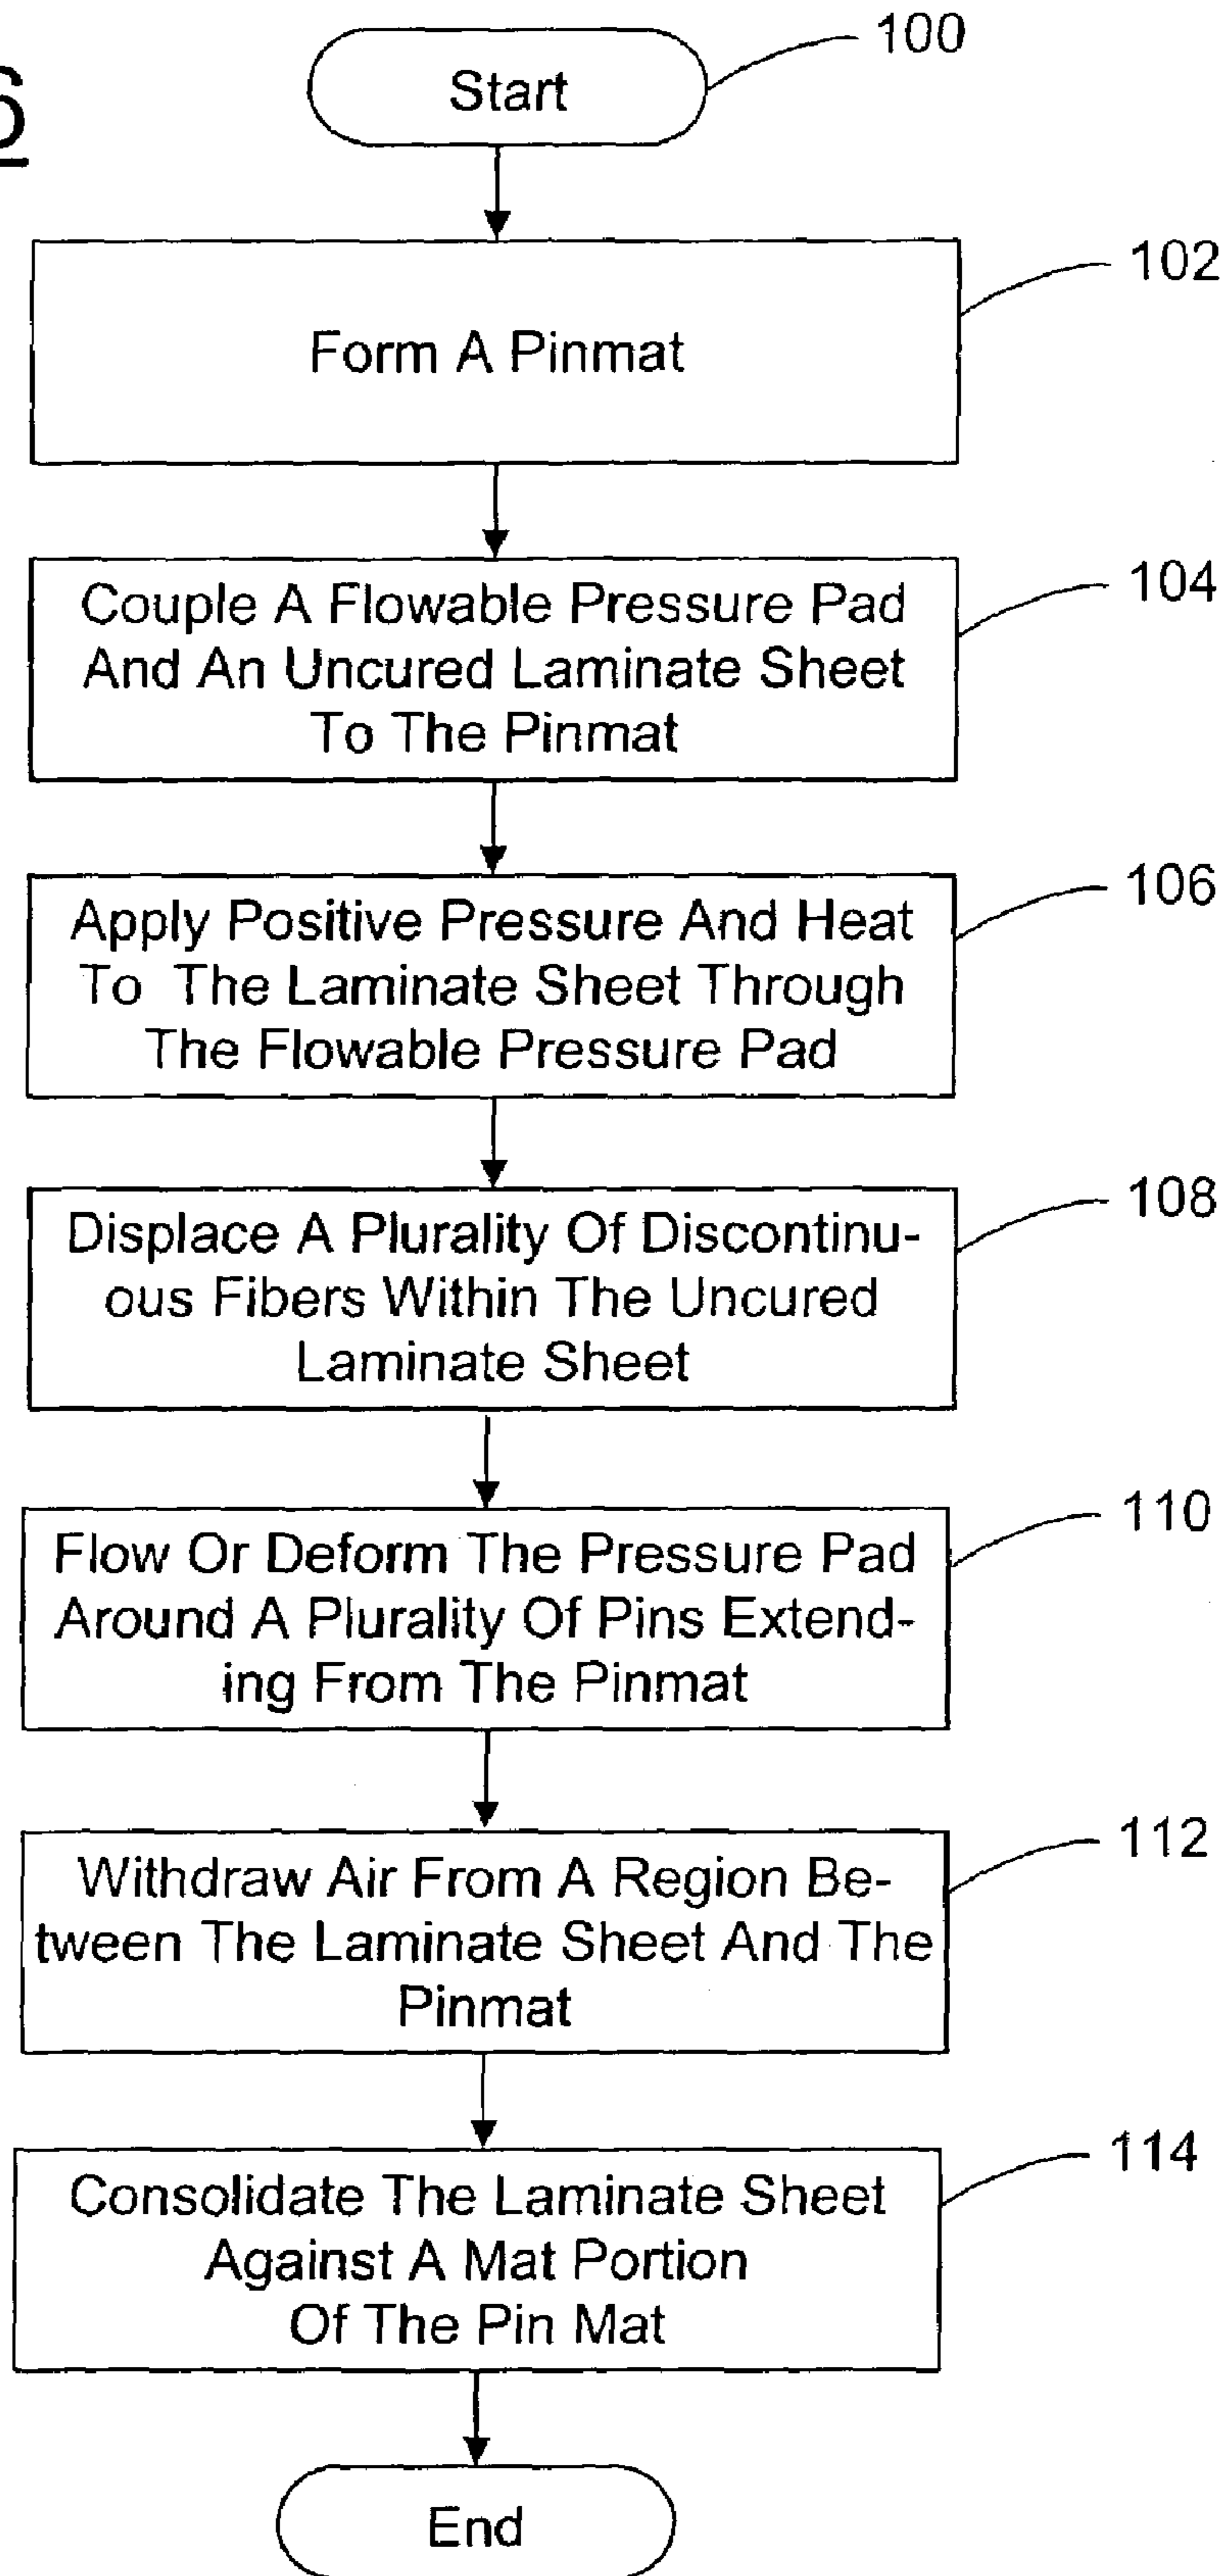 6
Start
100
Form A Pinmat
102
Couple A Flowable Pressure Pad
And An Uncured Laminate Sheet
To The Pinmat
104
Apply Positive Pressure And Heat
To The Laminate Sheet Through
The Flowable Pressure Pad
106
Displace A Plurality Of Discontinu-
ous Fibers Within The Uncured
Laminate Sheet
108
Flow Or Deform The Pressure Pad
Around A Plurality Of Pins Extend-
ing From The Pinmat
110
Withdraw Air From A Region Be-
tween The Laminate Sheet And The
Pinmat
112
Consolidate The Laminate Sheet
Against A Mat Portion
Of The Pin Mat
114
End